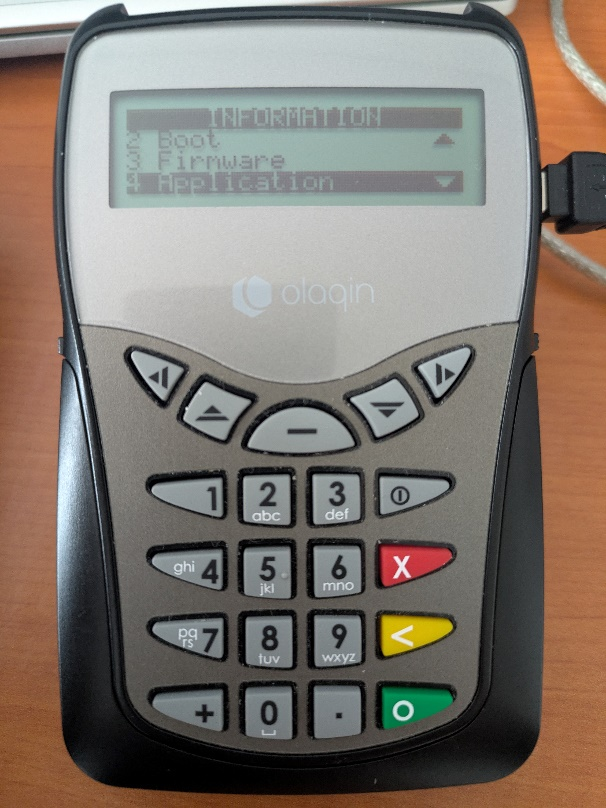 INFORMATION
2 Boot
3 Firmware
4 Application
olaqin
1
2
abc
3
def
ghi 4
5
jkl
6
mno
X
pq
rs 7
8
tuv
9
wxyz
<
+
0
.
O